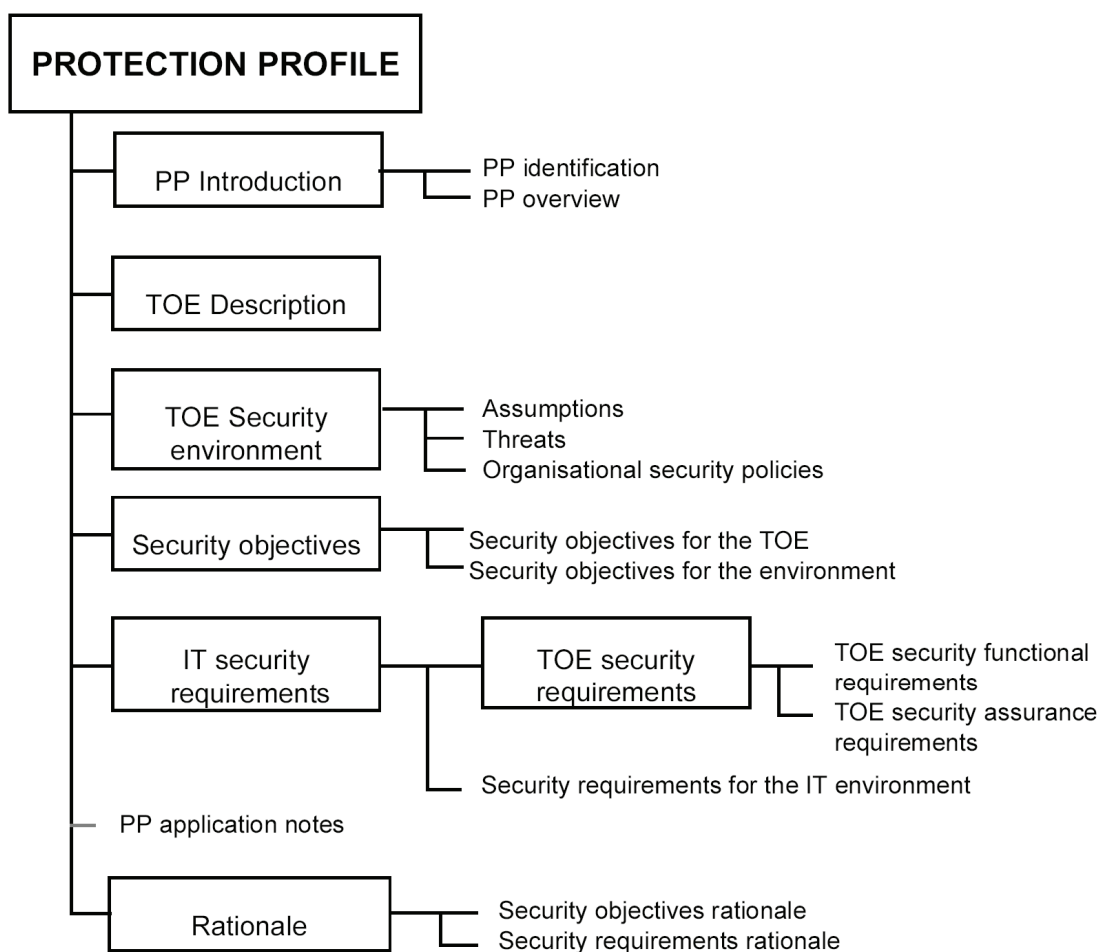 PROTECTION PROFILE
PP Introduction
PP identification
PP overview
TOE Description
TOE Security
environment
Assumptions
Threats
Organisational security policies
Security objectives
Security objectives for the TOE
Security objectives for the environment
IT security
requirements
TOE security
requirements
TOE security functional
requirements
TOE security assurance
requirements
Security requirements for the IT environment
PP application notes
Rationale
Security objectives rationale
Security requirements rationale